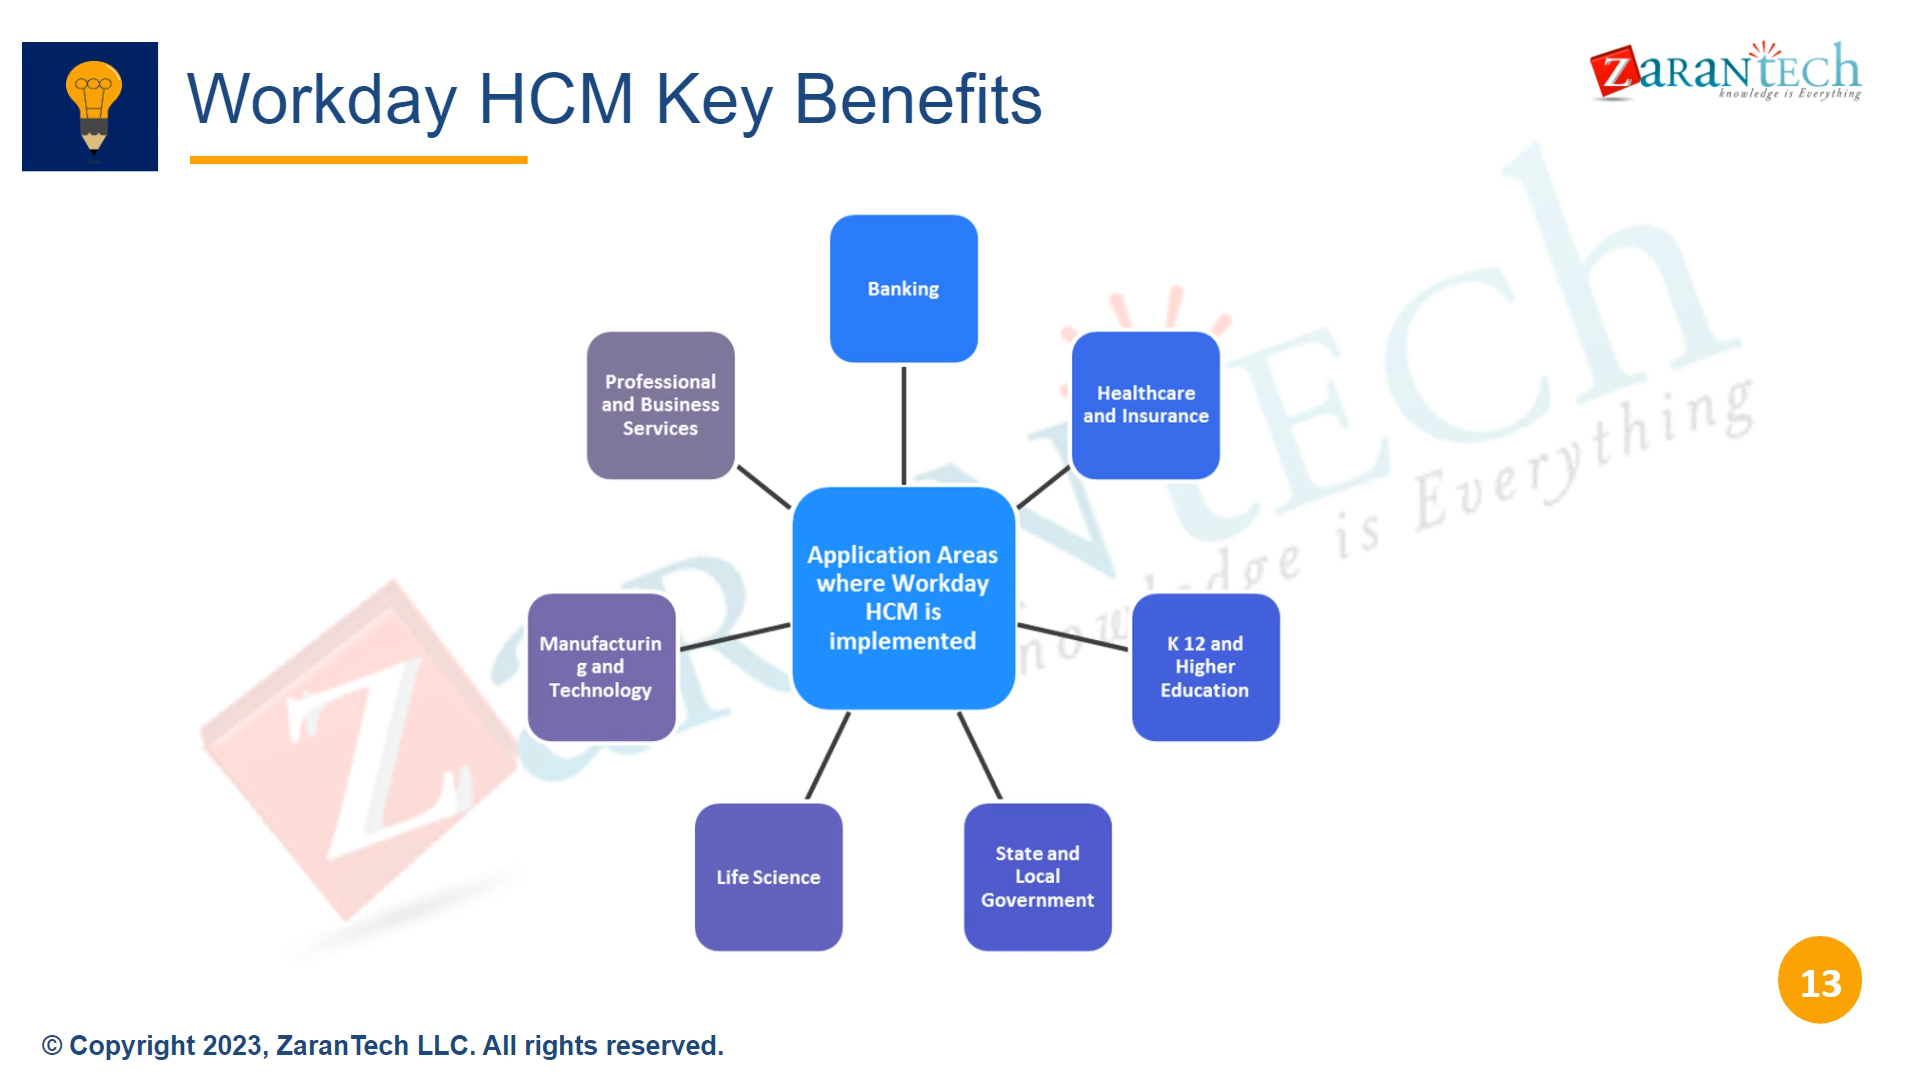 Workday HCM Key Benefits
ZARANTECH
knowledge is Everything
Banking
Healthcare
and Insurance
K 12 and
Higher
Education
State and
Local
Government
Life Science
Manufacturin
g and
Technology
Professional
and Business
Services
Application Areas
where Workday
HCM is
implemented
13
© Copyright 2023, ZaranTech LLC. All rights reserved.